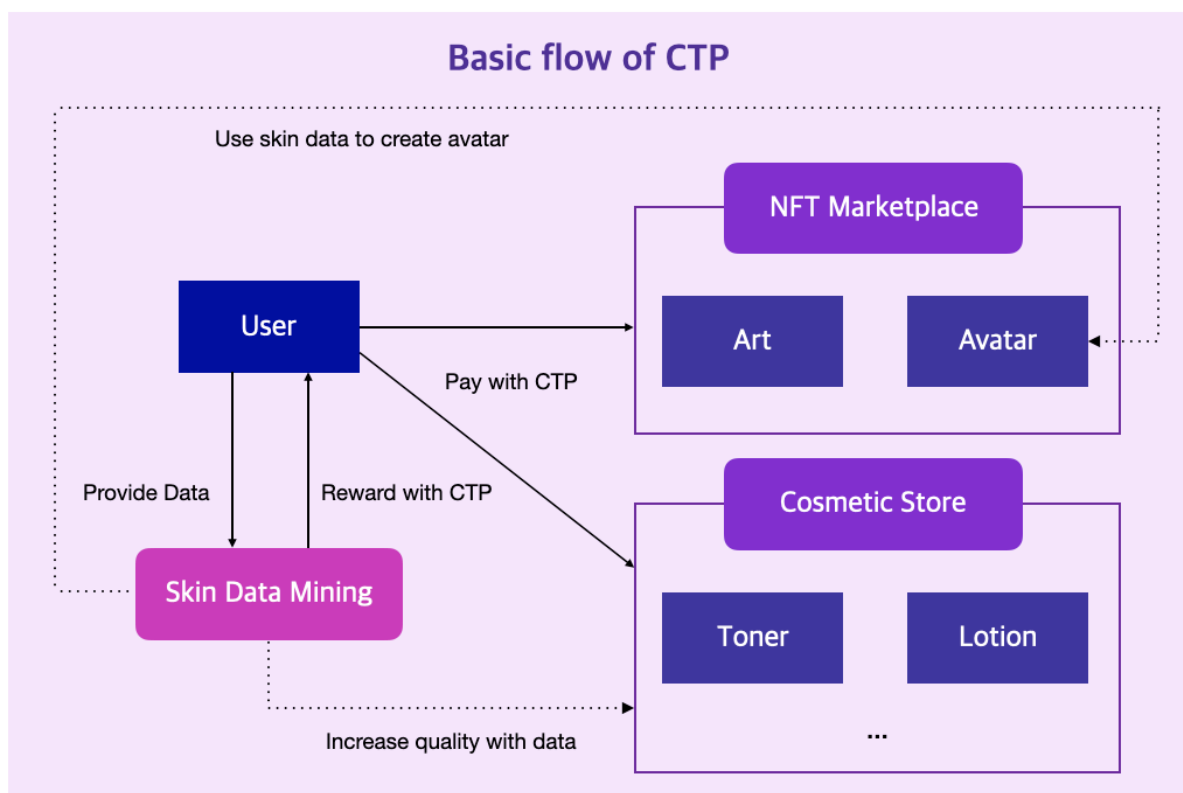 Basic flow of CTP
Use skin data to create avatar
NFT Marketplace
User
Art
Avatar
Pay with CTP
Provide Data
Reward with CTP
Cosmetic Store
Skin Data Mining
Toner
Lotion
...
Increase quality with data